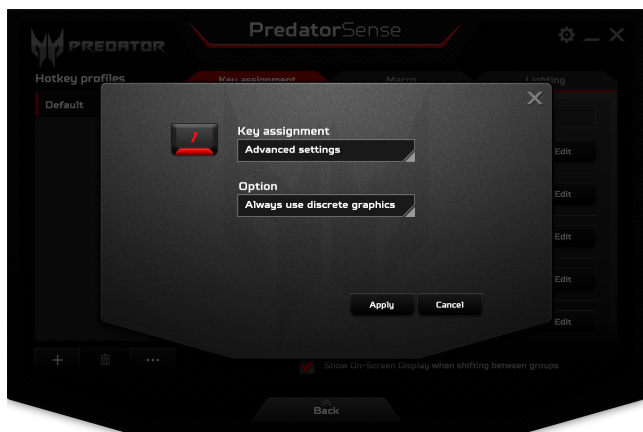 PredatorSense
PREDATOR
Hotkey profiles
Key assignment
Macro
Lighting
Default
Key assignment
Advanced settings
Edit
Option
Edit
Always use discrete graphics
Edit
Edit
Apply
Cancel
Edit
Show On-Screen Display when shifting between groups
Back